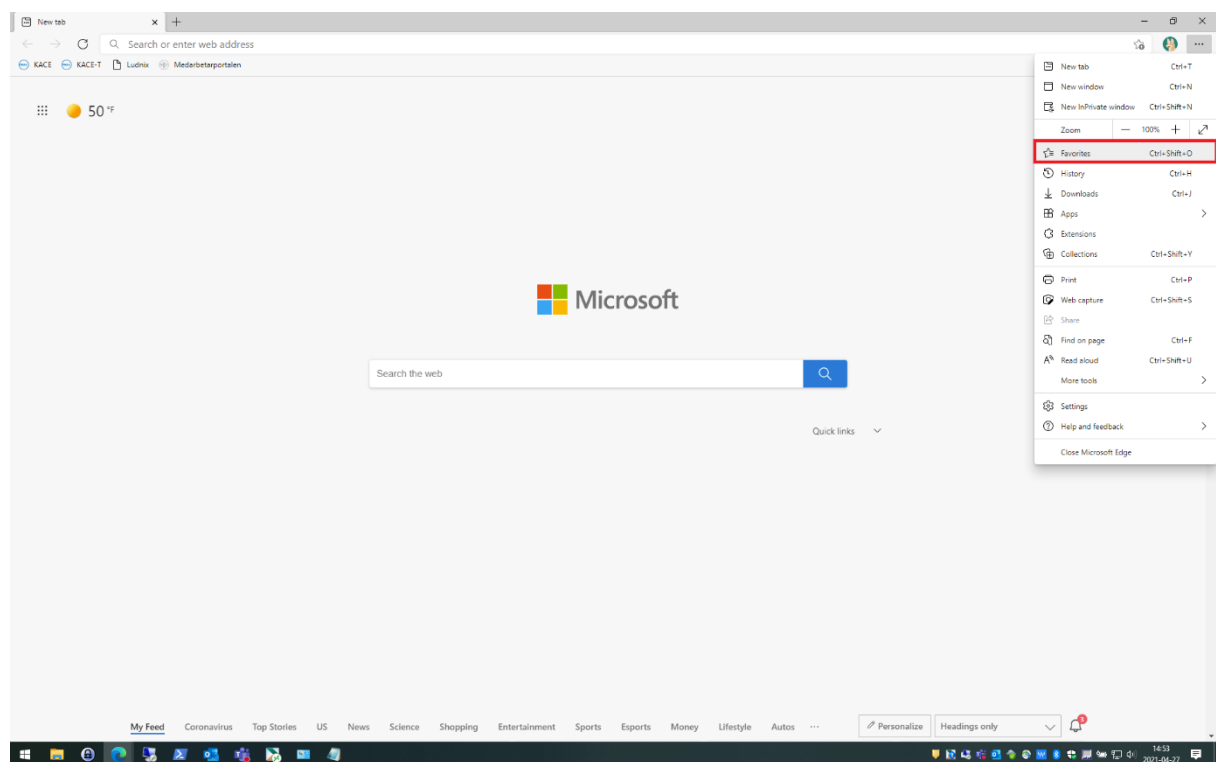 New tab
Search or enter web address
KACE KACE-T Ludnix Medarbetarportalen
50 °F
New tab Ctrl+T
New window Ctrl+N
New InPrivate window Ctrl+Shift+N
Zoom — 100% +
Favorites Ctrl+Shift+O
History Ctrl+H
Downloads Ctrl+J
Apps
Extensions
Collections Ctrl+Shift+Y
Print Ctrl+P
Web capture Ctrl+Shift+S
Share
Find on page Ctrl+F
Read aloud Ctrl+Shift+U
More tools
Settings
Help and feedback
Close Microsoft Edge
Microsoft
Search the web
Quick links
My Feed Coronavirus Top Stories US News Science Shopping Entertainment Sports Esports Money Lifestyle Autos ... Personalize Headings only 3
14:53
2021-04-27